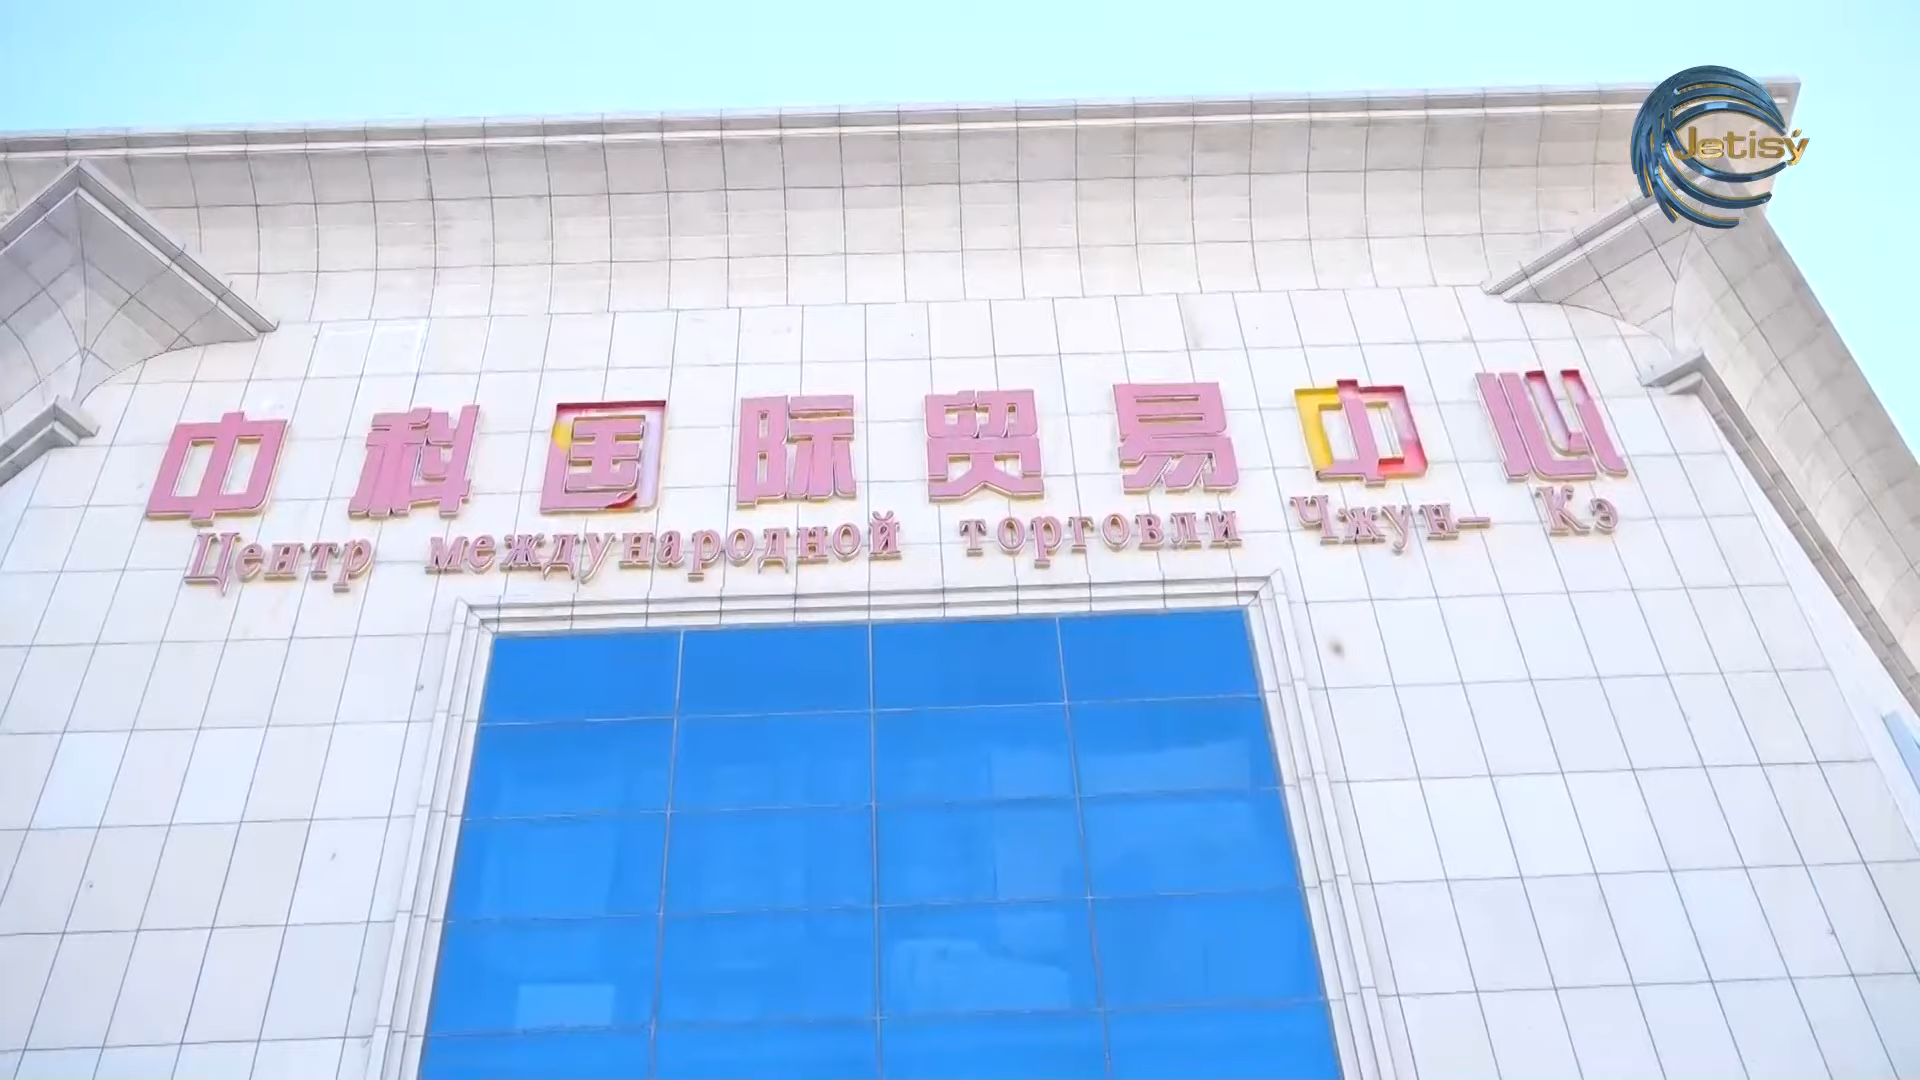 Jetisý
中科国际贸易中心
Центр международной торговли Чжун- Кэ